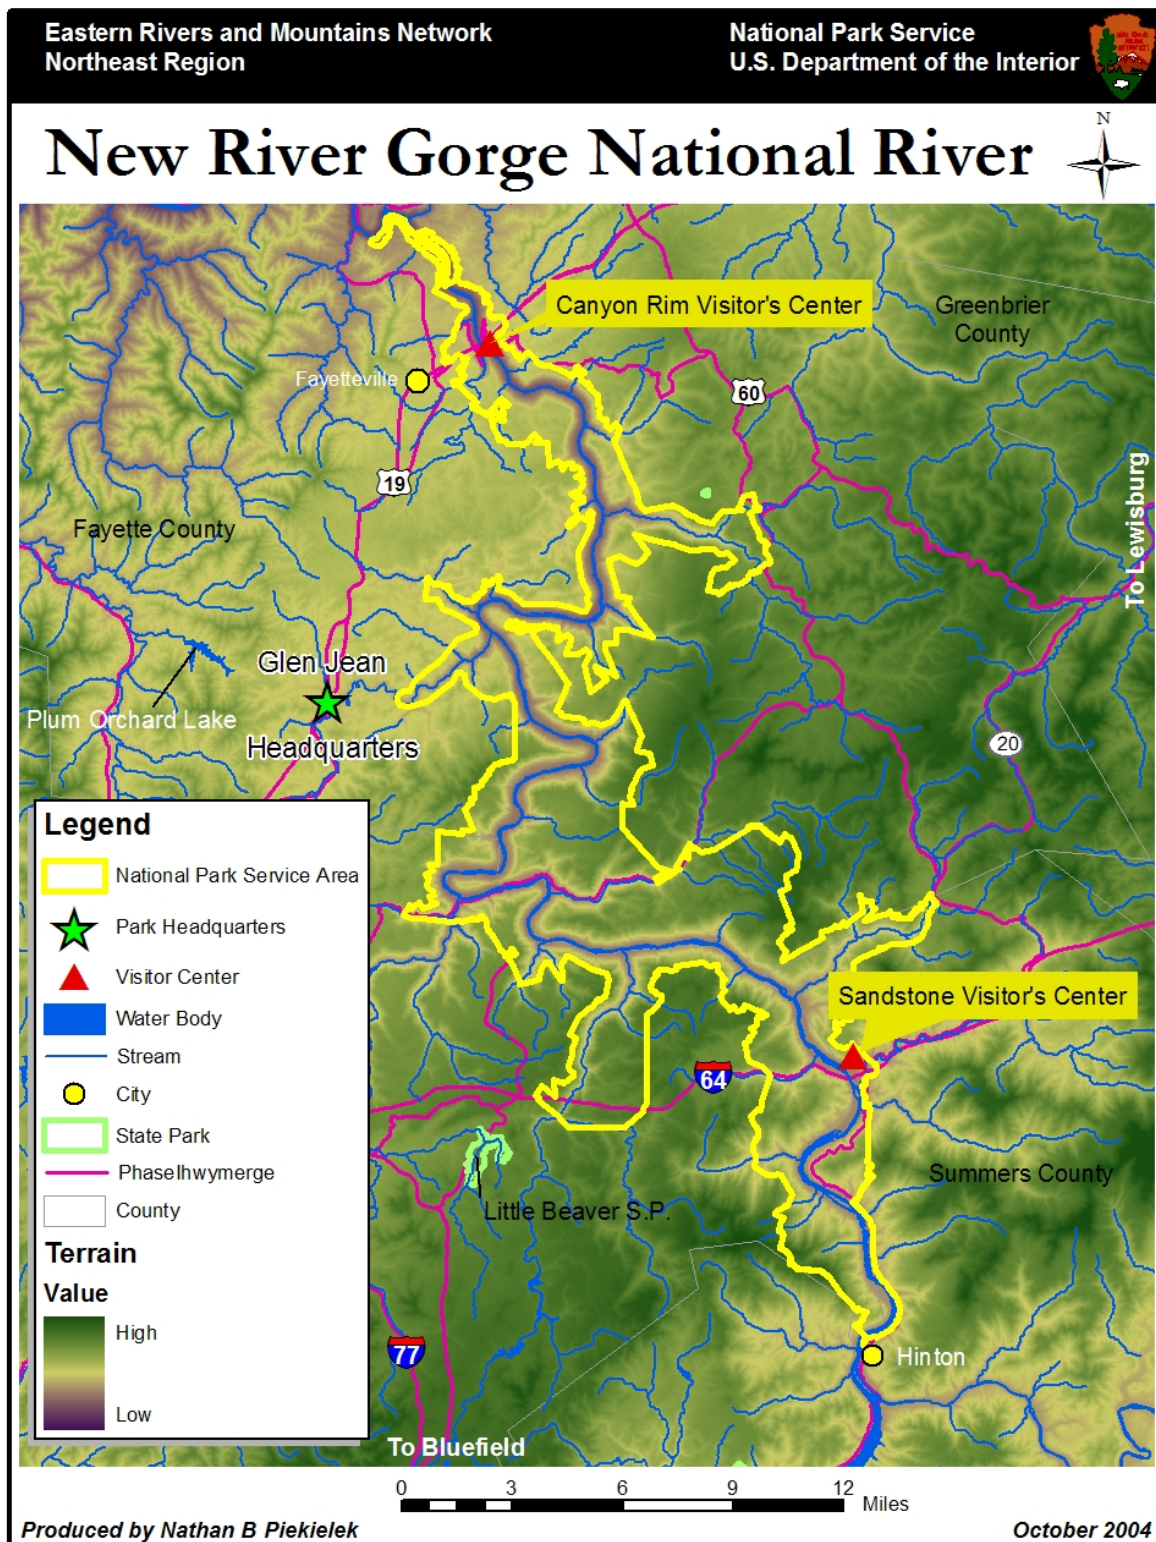 Eastern Rivers and Mountains Network
Northeast Region
National Park Service
U.S. Department of the Interior
New River Gorge National River
N
Canyon Rim Visitor's Center
Greenbrier
County
Fayetteville
60
19
To Lewisburg
Fayette County
Glen Jean
Plum Orchard Lake
Headquarters
20
Legend
National Park Service Area
Park Headquarters
Visitor Center
Water Body
Stream
City
State Park
Phaselhwymerge
County
Terrain
Value
High
Low
Sandstone Visitor's Center
64
Summers County
Little Beaver S.P.
77
Hinton
To Bluefield
0 3 6 9 12
Miles
Produced by Nathan B Piekielek
October 2004